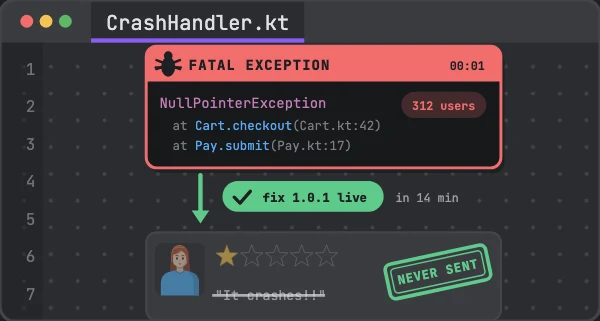 CrashHandler.kt
1
FATAL EXCEPTION 00:01
2
NullPointerException 312 users
3
at Cart.checkout(Cart.kt:42)
at Pay.submit(Pay.kt:17)
4
fix 1.0.1 live in 14 min
5
6
NEVER SENT
7
"It crashes!!"